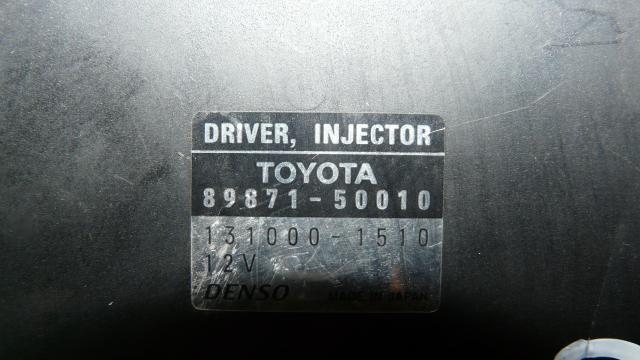 DRIVER, INJECTOR
TOYOTA
89871-50010
131000-1510
12V
DENSO MADE IN JAPAN